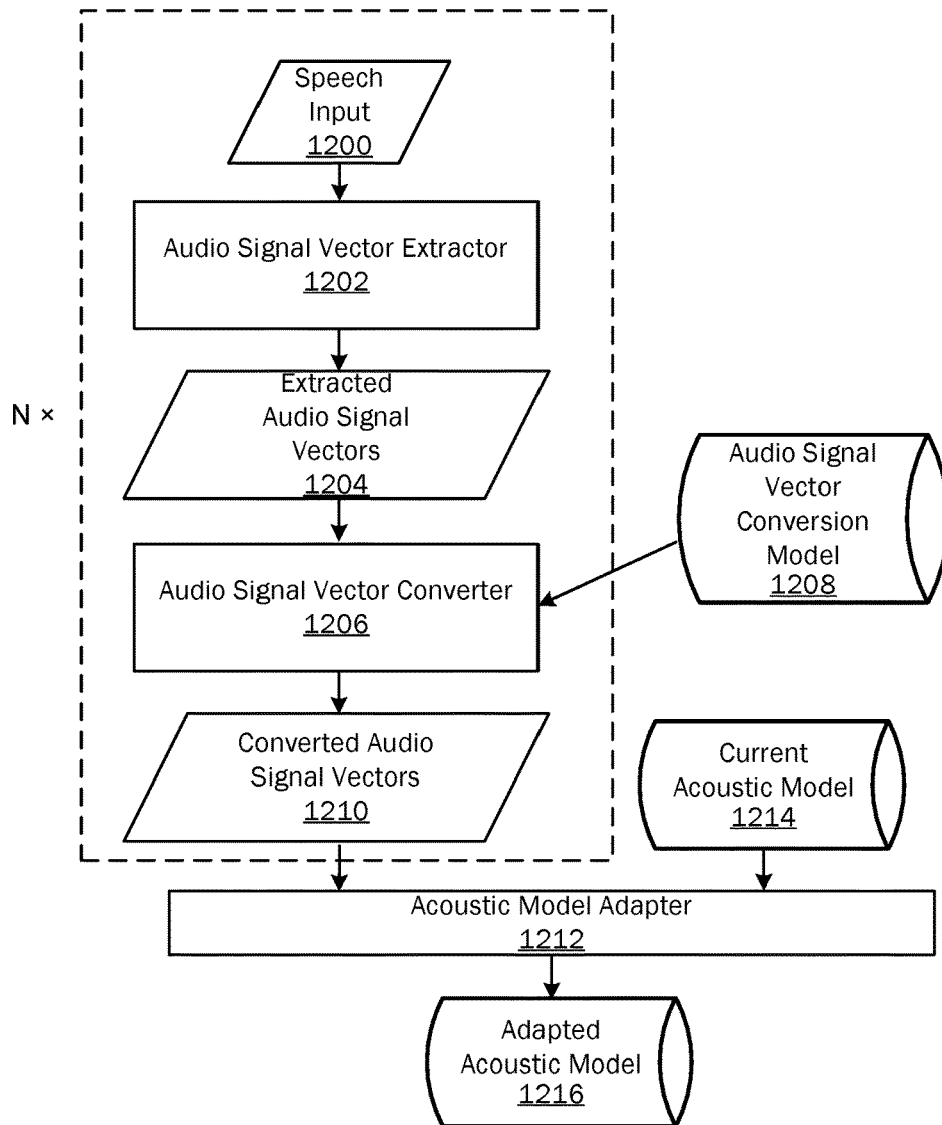 Speech
Input
1200
Audio Signal Vector Extractor
1202
Extracted
Audio Signal
Vectors
1204
N ×
Audio Signal
Vector
Conversion
Model
1208
Audio Signal Vector Converter
1206
Converted Audio
Signal Vectors
1210
Current
Acoustic Model
1214
Acoustic Model Adapter
1212
Adapted
Acoustic Model
1216